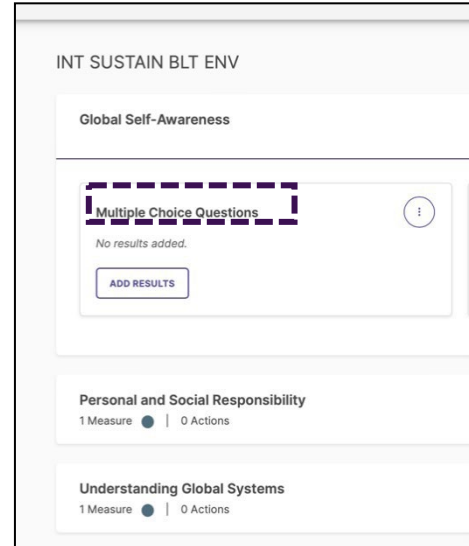 INT SUSTAIN BLT ENV
Global Self-Awareness
Multiple Choice Questions
No results added.
ADD RESULTS
Personal and Social Responsibility
1 Measure | 0 Actions
Understanding Global Systems
1 Measure | 0 Actions